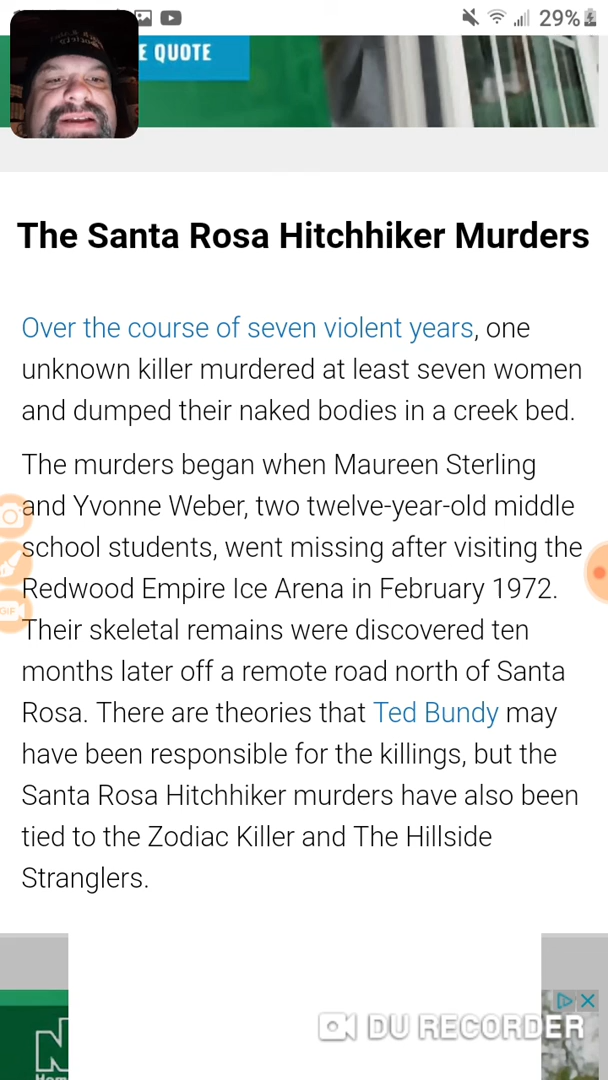 29%
E QUOTE
The Santa Rosa Hitchhiker Murders
Over the course of seven violent years, one
unknown killer murdered at least seven women
and dumped their naked bodies in a creek bed.
The murders began when Maureen Sterling
and Yvonne Weber, two twelve-year-old middle
school students, went missing after visiting the
GIF
Redwood Empire Ice Arena in February 1972.
Their skeletal remains were discovered ten
months later off a remote road north of Santa
Rosa. There are theories that Ted Bundy may
have been responsible for the killings, but the
Santa Rosa Hitchhiker murders have also been
tied to the Zodiac Killer and The Hillside
Stranglers.
DU RECORDER
N